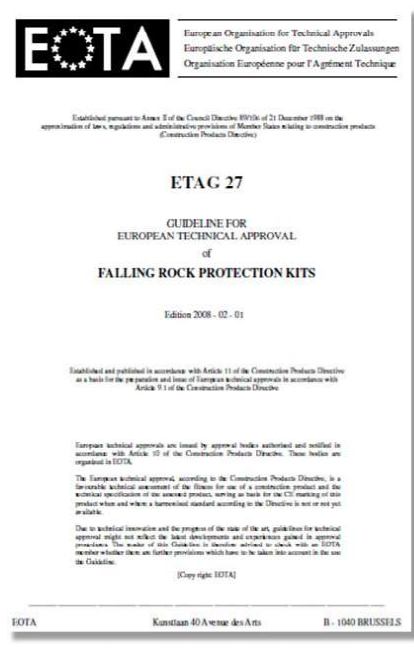 EOTA
European Organisation for Technical Approvals
Europäische Organisation für Technische Zulassungen
Organisation Européenne pour l'Agrément Technique
Established pursuant to Annex II of the Council Directive 89/106 of 21 December 1988 on the
approximation of laws, regulations and administrative provisions of Member States relating to construction products
(Construction Products Directive)
ETAG 27
GUIDELINE FOR
EUROPEAN TECHNICAL APPROVAL
of
FALLING ROCK PROTECTION KITS
Edition 2008 - 02 - 01
Established and published in accordance with Article 11 of the Construction Products Directive
as a basis for the preparation and issue of European technical approvals in accordance with
Article 9.1 of the Construction Products Directive
European technical approvals are issued by approval bodies authorised and notified in
accordance with Article 10 of the Construction Products Directive. These bodies are
organised in EOTA.
The European technical approval, according to the Construction Products Directive, is a
favourable technical assessment of the fitness for use of a construction product and the
technical specification of the assessed product, serving as basis for the CE marking of this
product when and where a harmonised standard according to the Directive is not or not yet
available.
Due to technical innovation and the progress of the state of the art, guidelines for technical
approval might not reflect the latest developments and experiences gained in approval
procedures. The reader of this Guideline is therefore advised to check with an EOTA
member whether there are further provisions which have to be taken into account in the use
the Guideline.
[Copy right EOTA]
EOTA Kunstlaan 40 Avenue des Arts B - 1040 BRUSSELS